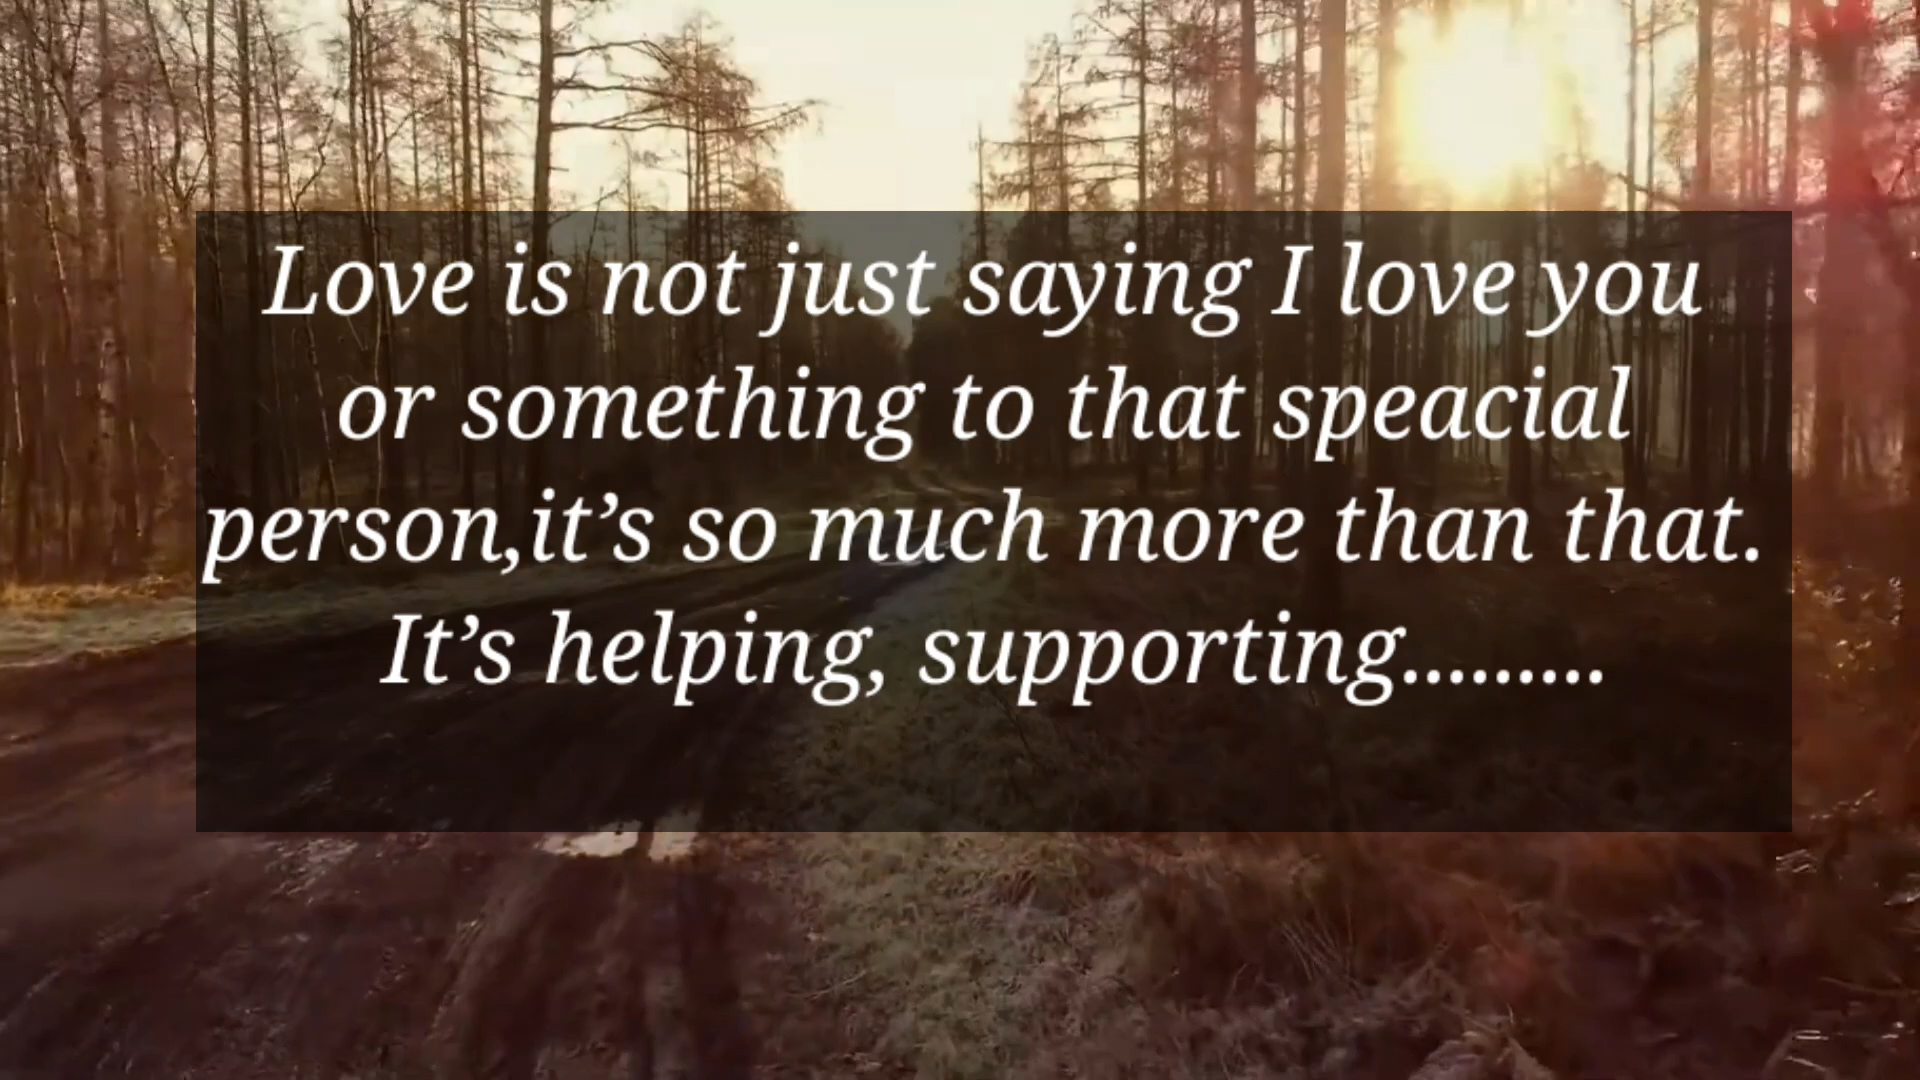 Love is not just saying I love you
or something to that speacial
person,it’s so much more than that.
It’s helping, supporting.........